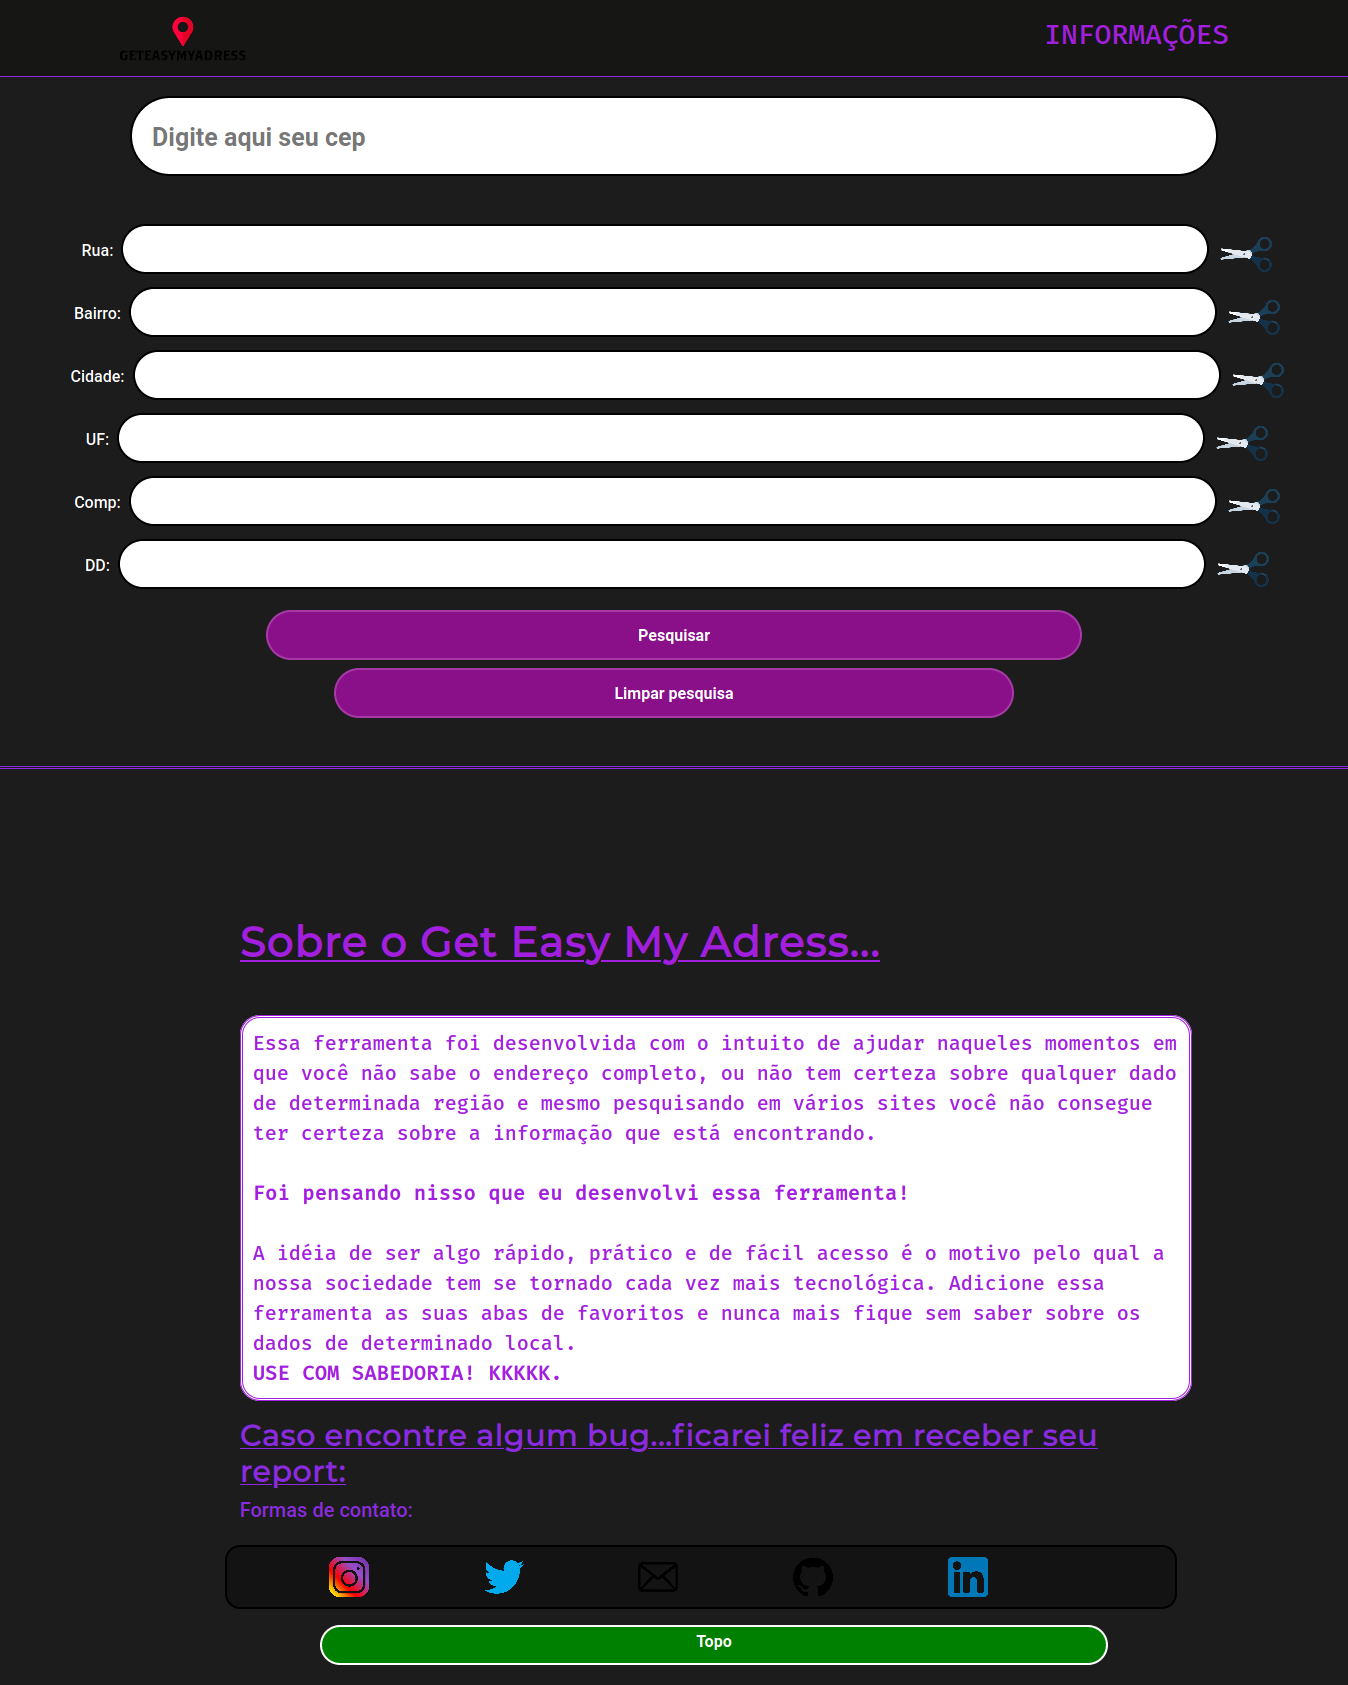 GETEASYMYADRESS
INFORMAÇÕES
Digite aqui seu cep
Rua:
Bairro:
Cidade:
UF:
Comp:
DD:
Pesquisar
Limpar pesquisa
Sobre o Get Easy My Adress...
Essa ferramenta foi desenvolvida com o intuito de ajudar naqueles momentos em
que você não sabe o endereço completo, ou não tem certeza sobre qualquer dado
de determinada região e mesmo pesquisando em vários sites você não consegue
ter certeza sobre a informação que está encontrando.
Foi pensando nisso que eu desenvolvi essa ferramenta!
A idéia de ser algo rápido, prático e de fácil acesso é o motivo pelo qual a
nossa sociedade tem se tornado cada vez mais tecnológica. Adicione essa
ferramenta as suas abas de favoritos e nunca mais fique sem saber sobre os
dados de determinado local.
USE COM SABEDORIA! KKKKK.
Caso encontre algum bug...ficarei feliz em receber seu
report:
Formas de contato:
in
Topo